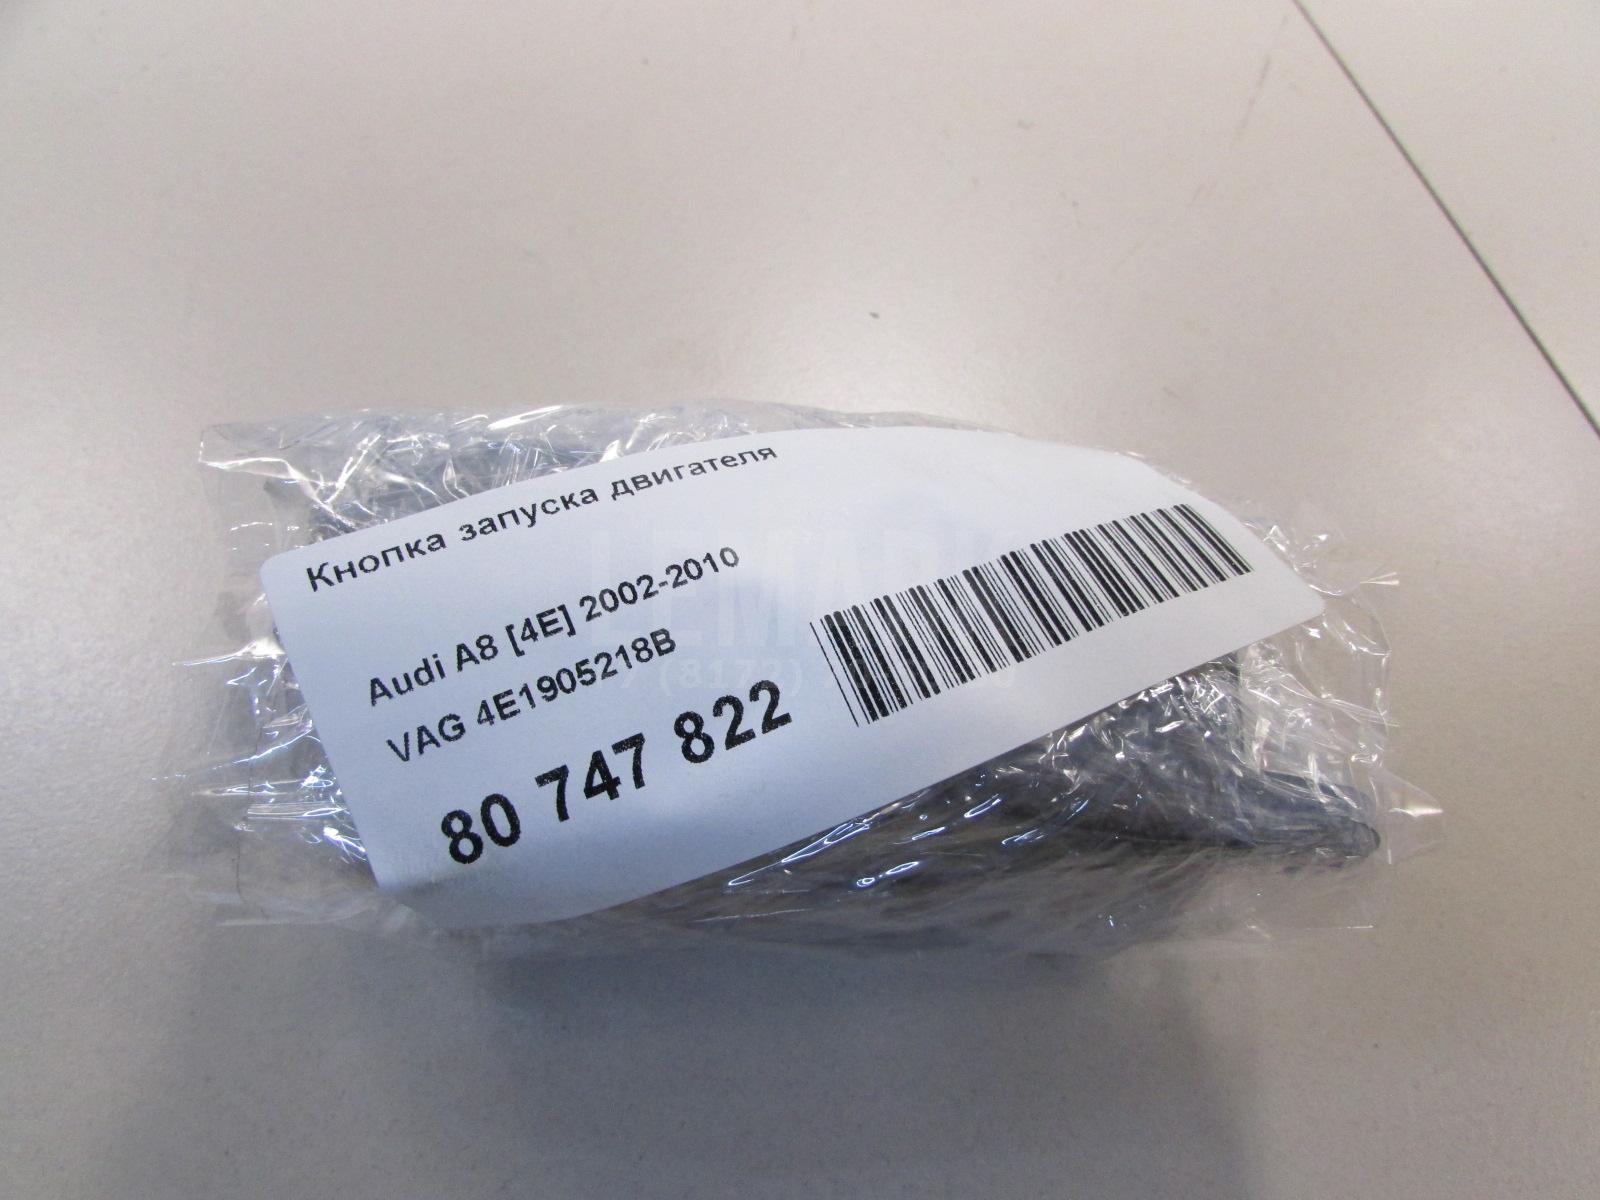 Кнопка запуска двигателя
Audi A8 [4E] 2002-2010
VAG 4E1905218B
80 747 822